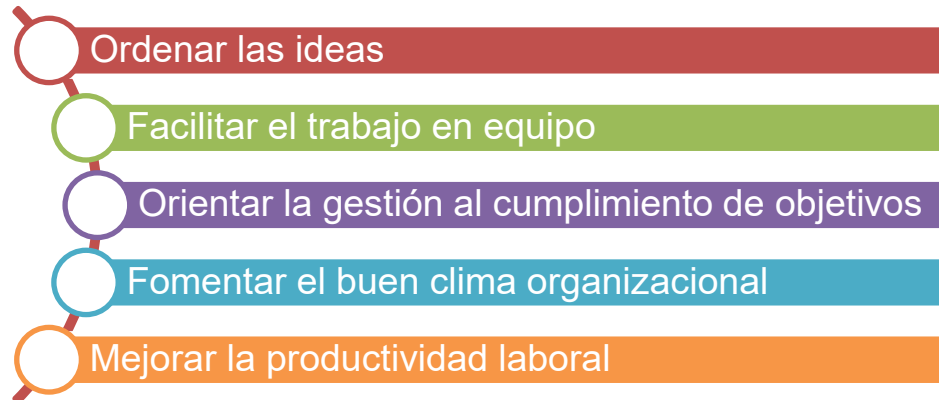 Ordenar las ideas
Facilitar el trabajo en equipo
Orientar la gestión al cumplimiento de objetivos
Fomentar el buen clima organizacional
Mejorar la productividad laboral